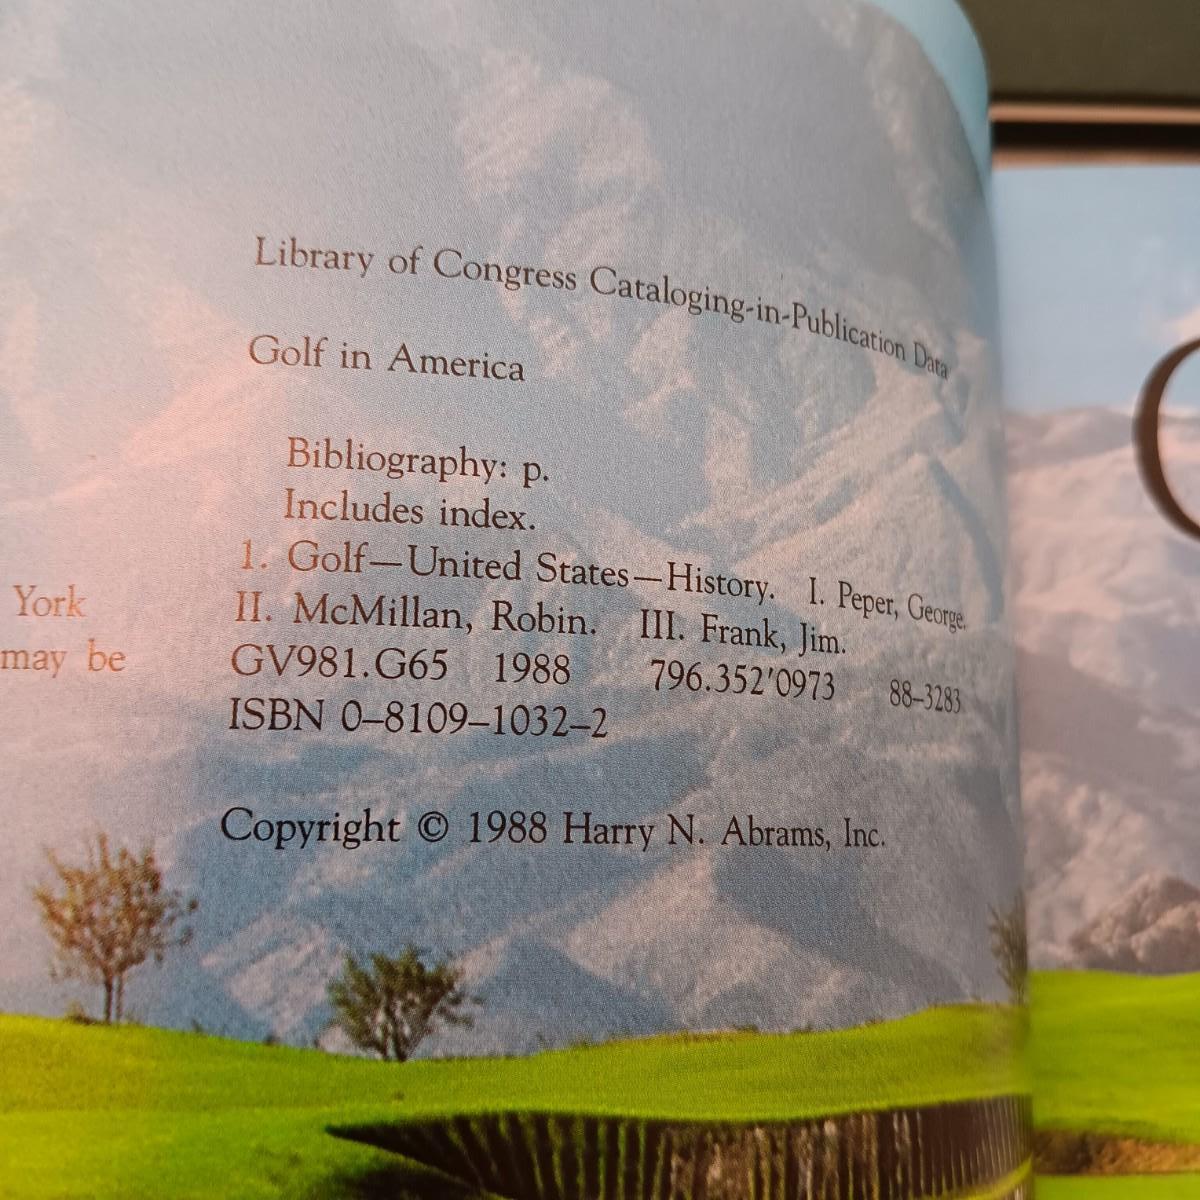 Library of Congress Cataloging-in-Publication Data
Golf in America
Bibliography: p.
Includes index.
1. Golf—United States—History. I. Peper, George.
II. McMillan, Robin. III. Frank, Jim.
GV981.G65 1988 796.352'0973 88–3283
ISBN 0–8109–1032–2
Copyright © 1988 Harry N. Abrams, Inc.
York
may be